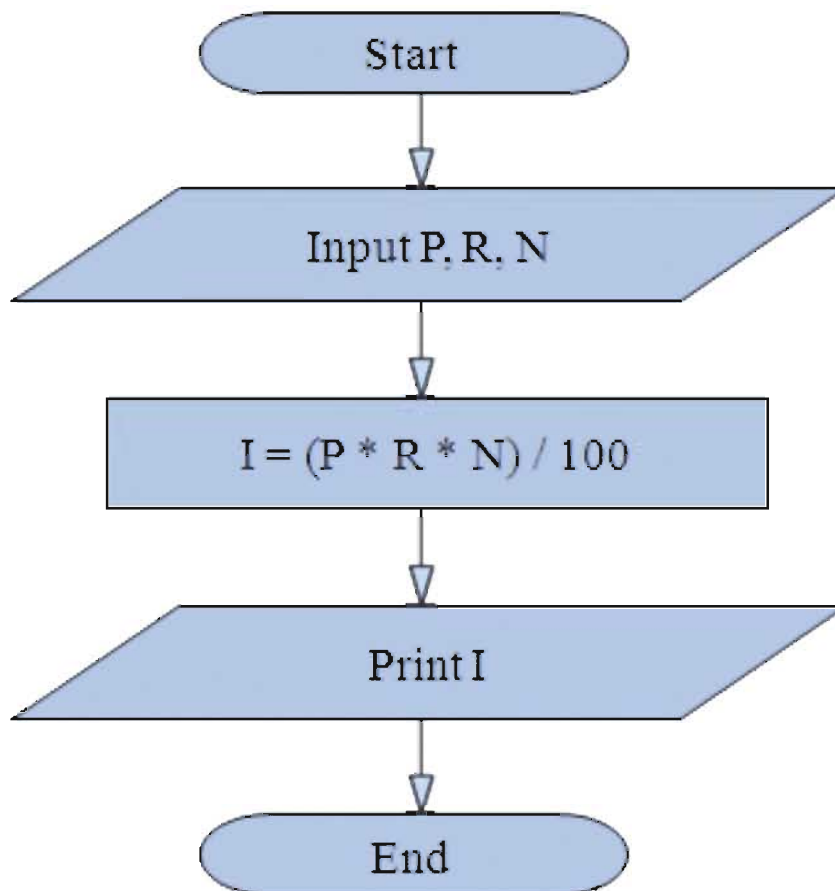 Start
Input P, R, N
I = (P * R * N) / 100
Print I
End